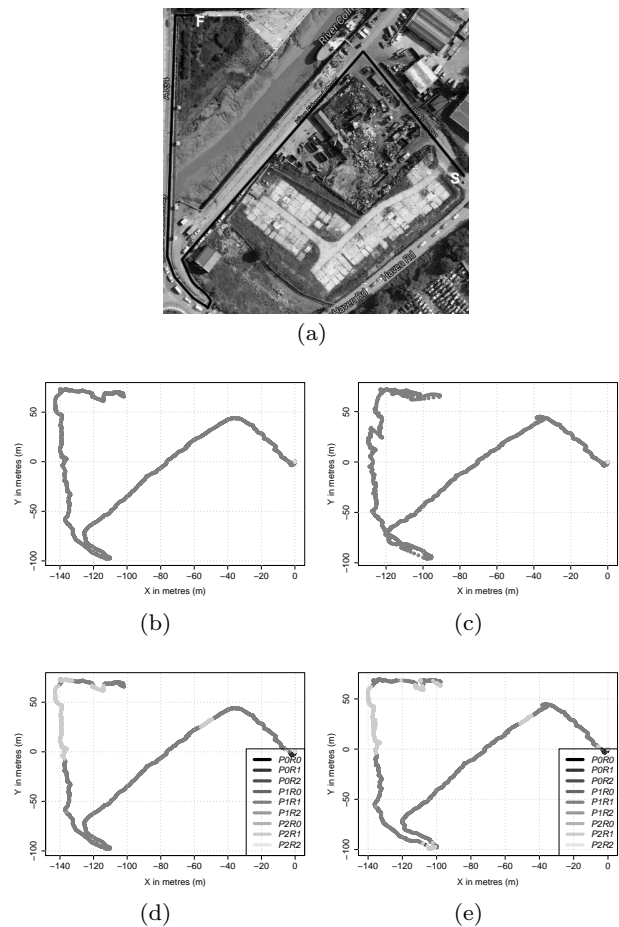 F
River Coln
S
Haven Rd
Haven Rd
(a)
50
0
−50
−100
Y in metres (m)
−140 −120 −100 −80 −60 −40 −20 0
X in metres (m)
(b)
50
0
−50
−100
Y in metres (m)
−120 −100 −80 −60 −40 −20 0
X in metres (m)
(c)
50
0
−50
−100
Y in metres (m)
P0R0
P0R1
P0R2
P1R0
P1R1
P1R2
P2R0
P2R1
P2R2
−140 −120 −100 −80 −60 −40 −20 0
X in metres (m)
(d)
50
0
−50
−100
Y in metres (m)
P0R0
P0R1
P0R2
P1R0
P1R1
P1R2
P2R0
P2R1
P2R2
−140 −120 −100 −80 −60 −40 −20 0
X in metres (m)
(e)